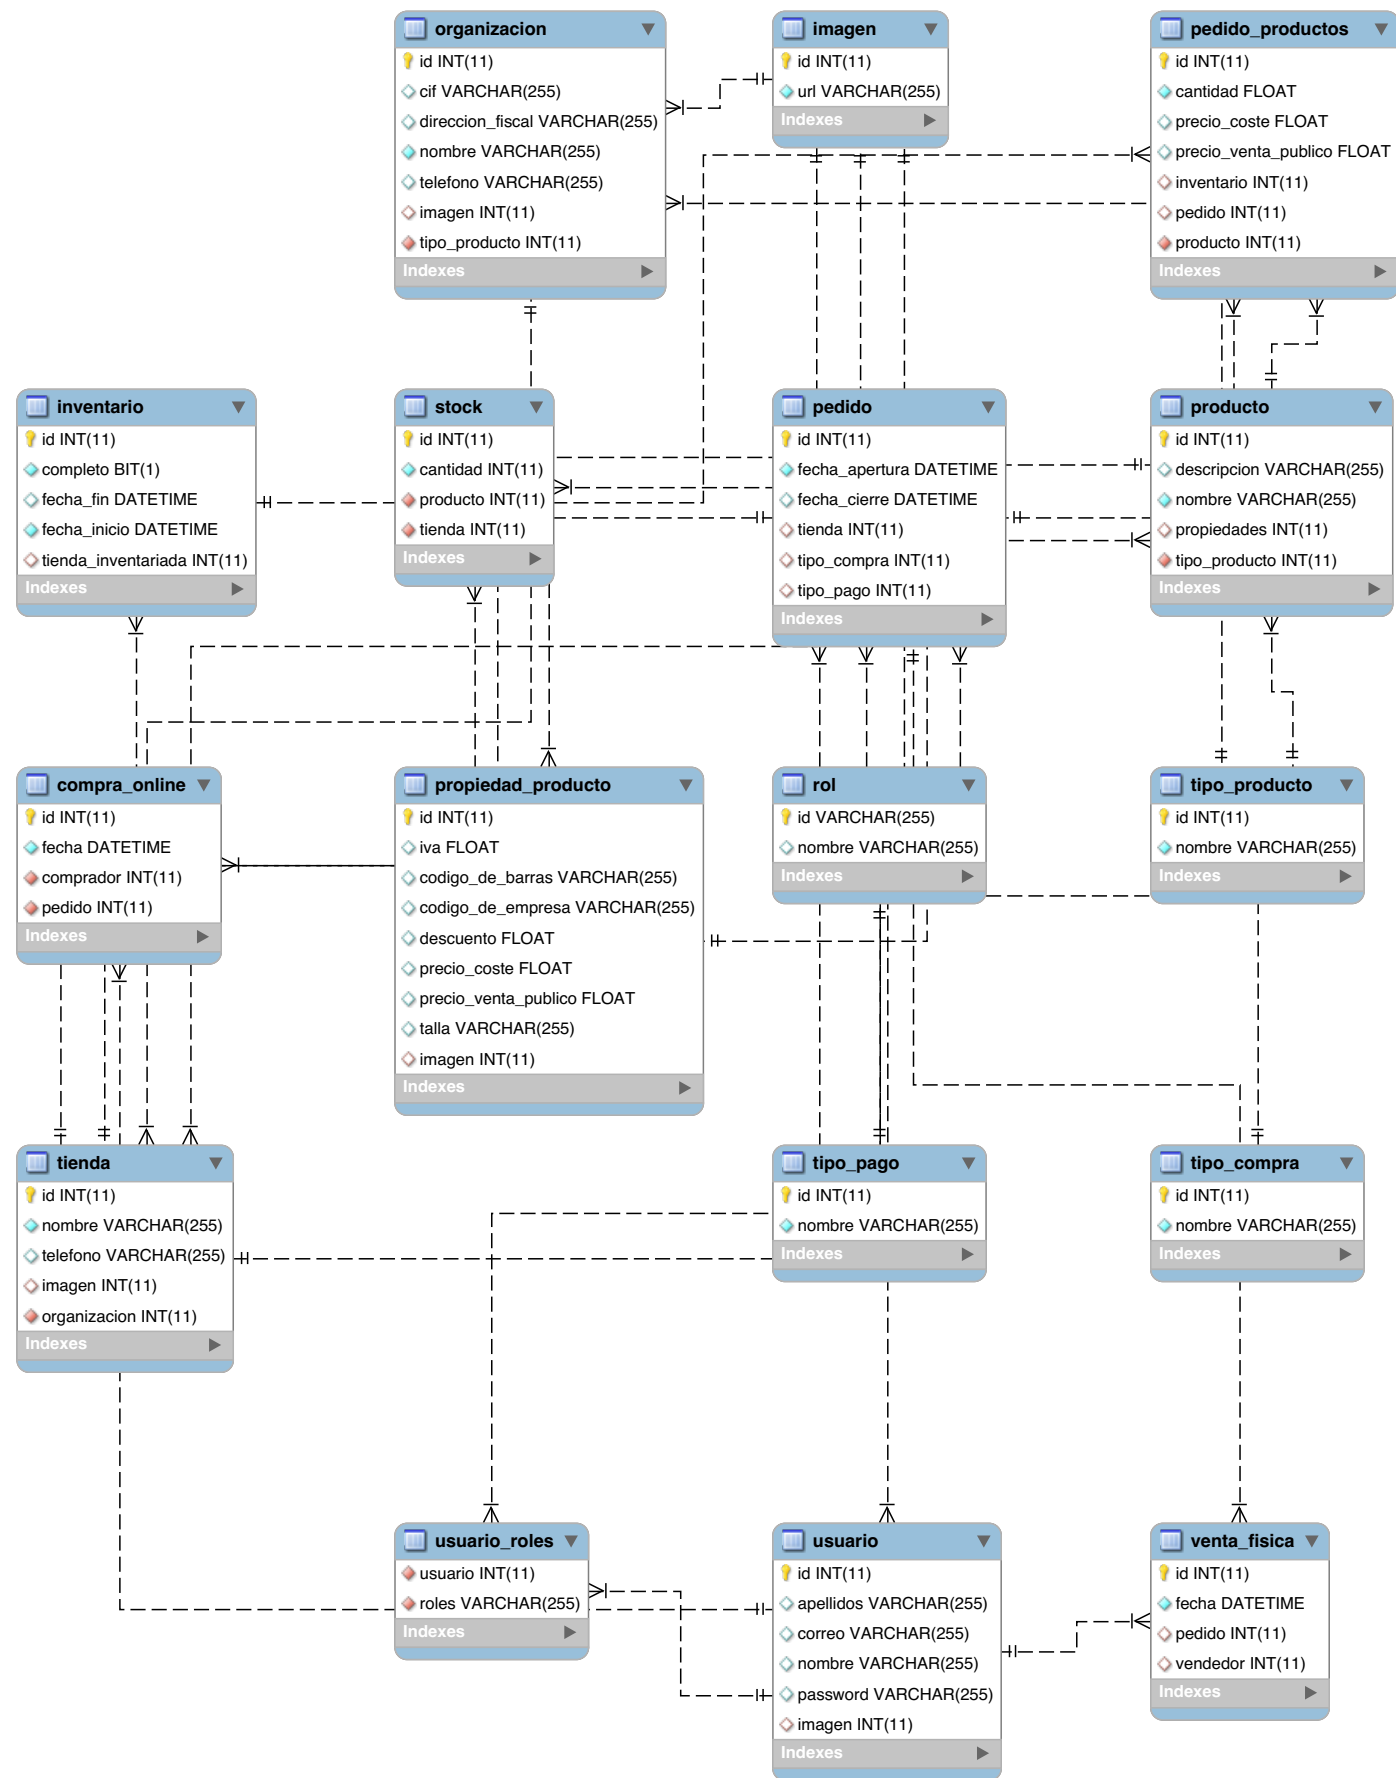 organizacion
id INT(11)
cif VARCHAR(255)
direccion_fiscal VARCHAR(255)
nombre VARCHAR(255)
telefono VARCHAR(255)
imagen INT(11)
tipo_producto INT(11)
Indexes
imagen
id INT(11)
url VARCHAR(255)
Indexes
pedido_productos
id INT(11)
cantidad FLOAT
precio_coste FLOAT
precio_venta_publico FLOAT
inventario INT(11)
pedido INT(11)
producto INT(11)
Indexes
inventario
id INT(11)
completo BIT(1)
fecha_fin DATETIME
fecha_inicio DATETIME
tienda_inventariada INT(11)
Indexes
stock
id INT(11)
cantidad INT(11)
producto INT(11)
tienda INT(11)
Indexes
pedido
id INT(11)
fecha_apertura DATETIME
fecha_cierre DATETIME
tienda INT(11)
tipo_compra INT(11)
tipo_pago INT(11)
Indexes
producto
id INT(11)
descripcion VARCHAR(255)
nombre VARCHAR(255)
propiedades INT(11)
tipo_producto INT(11)
Indexes
compra_online
id INT(11)
fecha DATETIME
comprador INT(11)
pedido INT(11)
Indexes
propiedad_producto
id INT(11)
iva FLOAT
codigo_de_barras VARCHAR(255)
codigo_de_empresa VARCHAR(255)
descuento FLOAT
precio_coste FLOAT
precio_venta_publico FLOAT
talla VARCHAR(255)
imagen INT(11)
Indexes
rol
id VARCHAR(255)
nombre VARCHAR(255)
Indexes
tipo_producto
id INT(11)
nombre VARCHAR(255)
Indexes
tienda
id INT(11)
nombre VARCHAR(255)
telefono VARCHAR(255)
imagen INT(11)
organizacion INT(11)
Indexes
tipo_pago
id INT(11)
nombre VARCHAR(255)
Indexes
tipo_compra
id INT(11)
nombre VARCHAR(255)
Indexes
usuario_roles
usuario INT(11)
roles VARCHAR(255)
Indexes
usuario
id INT(11)
apellidos VARCHAR(255)
correo VARCHAR(255)
nombre VARCHAR(255)
password VARCHAR(255)
imagen INT(11)
Indexes
venta_fisica
id INT(11)
fecha DATETIME
pedido INT(11)
vendedor INT(11)
Indexes